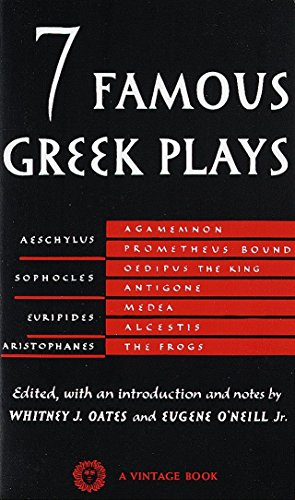 7 FAMOUS
GREEK PLAYS
AESCHYLUS
AGAMEMNON
PROMETHEUS BOUND
SOPHOCLES
OEDIPUS THE KING
ANTIGONE
EURIPIDES
MEDEA
ALCESTIS
ARISTOPHANES
THE FROGS
Edited, with an introduction and notes by
WHITNEY J. OATES and EUGENE O'NEILL Jr.
A VINTAGE BOOK